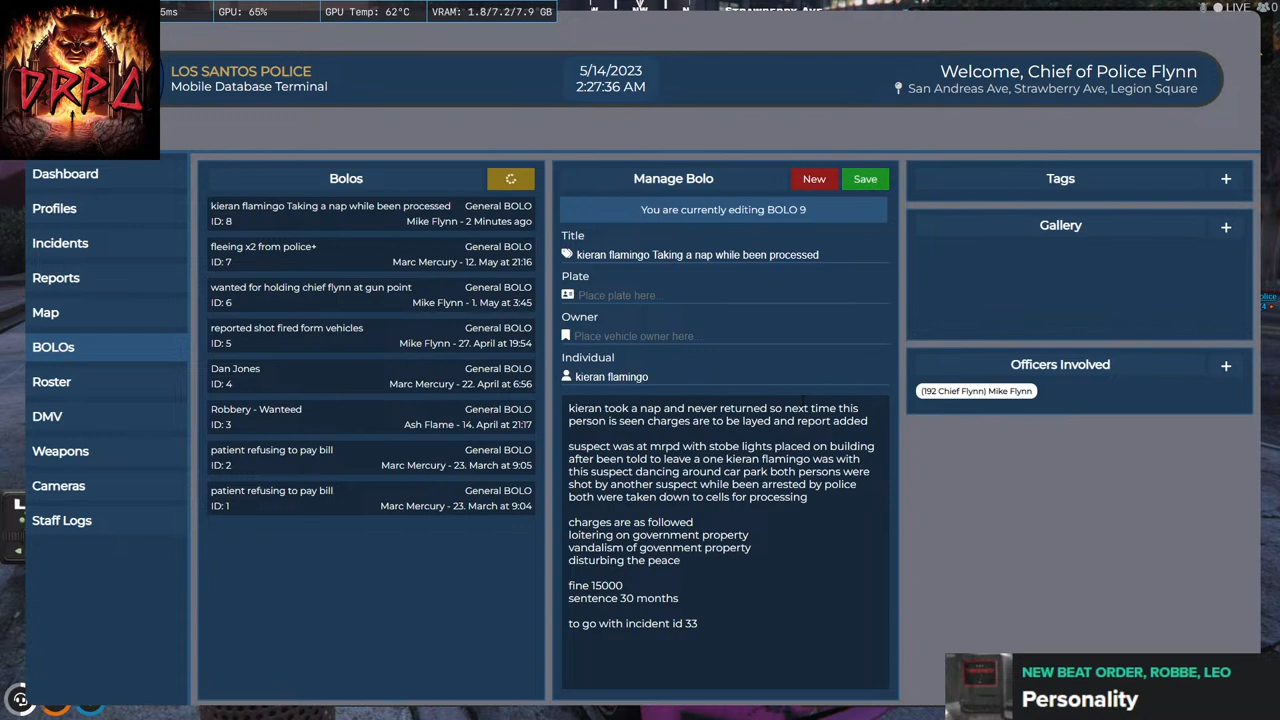 5ms
GPU: 65%
GPU Temp: 62°C
VRAM: 1.8/7.2/7.9 GB
LIVE
0
DRPC
LOS SANTOS POLICE
Mobile Database Terminal
5/14/2023
2:27:36 AM
Welcome, Chief of Police Flynn
San Andreas Ave, Strawberry Ave, Legion Square
Dashboard
Profiles
Incidents
Reports
Map
BOLOs
Roster
DMV
Weapons
Cameras
Staff Logs
Bolos
kieran flamingo Taking a nap while been processed General BOLO
ID: 8 Mike Flynn - 2 Minutes ago
fleeing x2 from police+ General BOLO
ID: 7 Marc Mercury - 12. May at 21:16
wanted for holding chief flynn at gun point General BOLO
ID: 6 Mike Flynn - 1. May at 3:45
reported shot fired form vehicles General BOLO
ID: 5 Mike Flynn - 27. April at 19:54
Dan Jones General BOLO
ID: 4 Marc Mercury - 22. April at 6:56
Robbery - Wanteed General BOLO
ID: 3 Ash Flame - 14. April at 21:17
patient refusing to pay bill General BOLO
ID: 2 Marc Mercury - 23. March at 9:05
patient refusing to pay bill General BOLO
ID: 1 Marc Mercury - 23. March at 9:04
Manage Bolo New Save
You are currently editing BOLO 9
Title
kieran flamingo Taking a nap while been processed
Plate
Place plate here...
Owner
Place vehicle owner here...
Individual
kieran flamingo
kieran took a nap and never returned so next time this
person is seen charges are to be layed and report added
suspect was at mrpd with stobe lights placed on building
after been told to leave a one kieran flamingo was with
this suspect dancing around car park both persons were
shot by another suspect while been arrested by police
both were taken down to cells for processing
charges are as followed
loitering on government property
vandalism of govenment property
disturbing the peace
fine 15000
sentence 30 months
to go with incident id 33
Tags +
Gallery +
Officers Involved +
(192 Chief Flynn) Mike Flynn
NEW BEAT ORDER, ROBBE, LEO
Personality